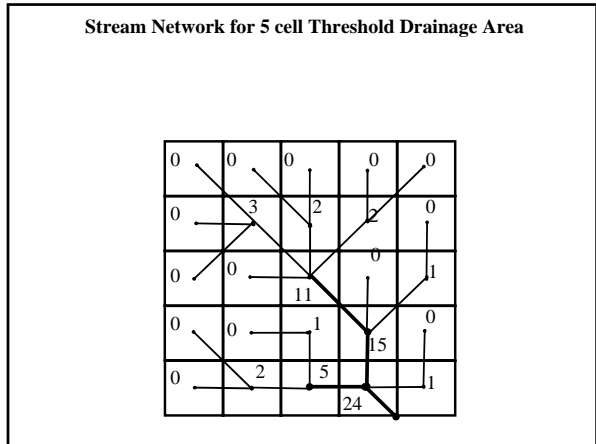 Stream Network for 5 cell Threshold Drainage Area
0 0 0 0 0
0 3 2 2 0
0 0 11 0 1
0 0 1 15 0
0 2 5 24 1